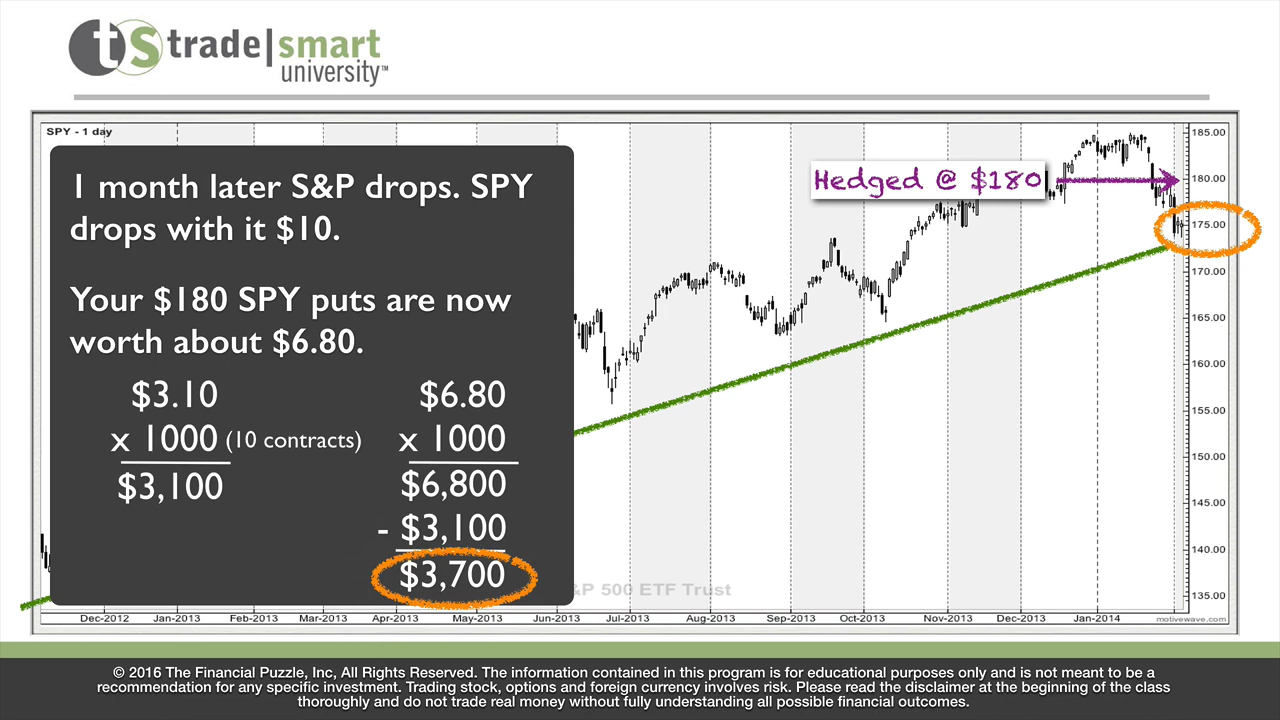 ts trade|smart
university™
SPY - 1 day
1 month later S&P drops. SPY
drops with it $10.
Your $180 SPY puts are now
worth about $6.80.
$3.10
x 1000 (10 contracts)
$3,100
$6.80
x 1000
$6,800
- $3,100
$3,700
Hedged @ $180
185.00
180.00
175.00
170.00
165.00
160.00
155.00
150.00
145.00
140.00
135.00
&P 500 ETF Trust
Dec-2012 Jan-2013 Feb-2013 Mar-2013 Apr-2013 May-2013 Jun-2013 Jul-2013 Aug-2013 Sep-2013 Oct-2013 Nov-2013 Dec-2013 Jan-2014
motivewave.com
© 2016 The Financial Puzzle, Inc, All Rights Reserved. The information contained in this program is for educational purposes only and is not meant to be a
recommendation for any specific investment. Trading stock, options and foreign currency involves risk. Please read the disclaimer at the beginning of the class
thoroughly and do not trade real money without fully understanding all possible financial outcomes.